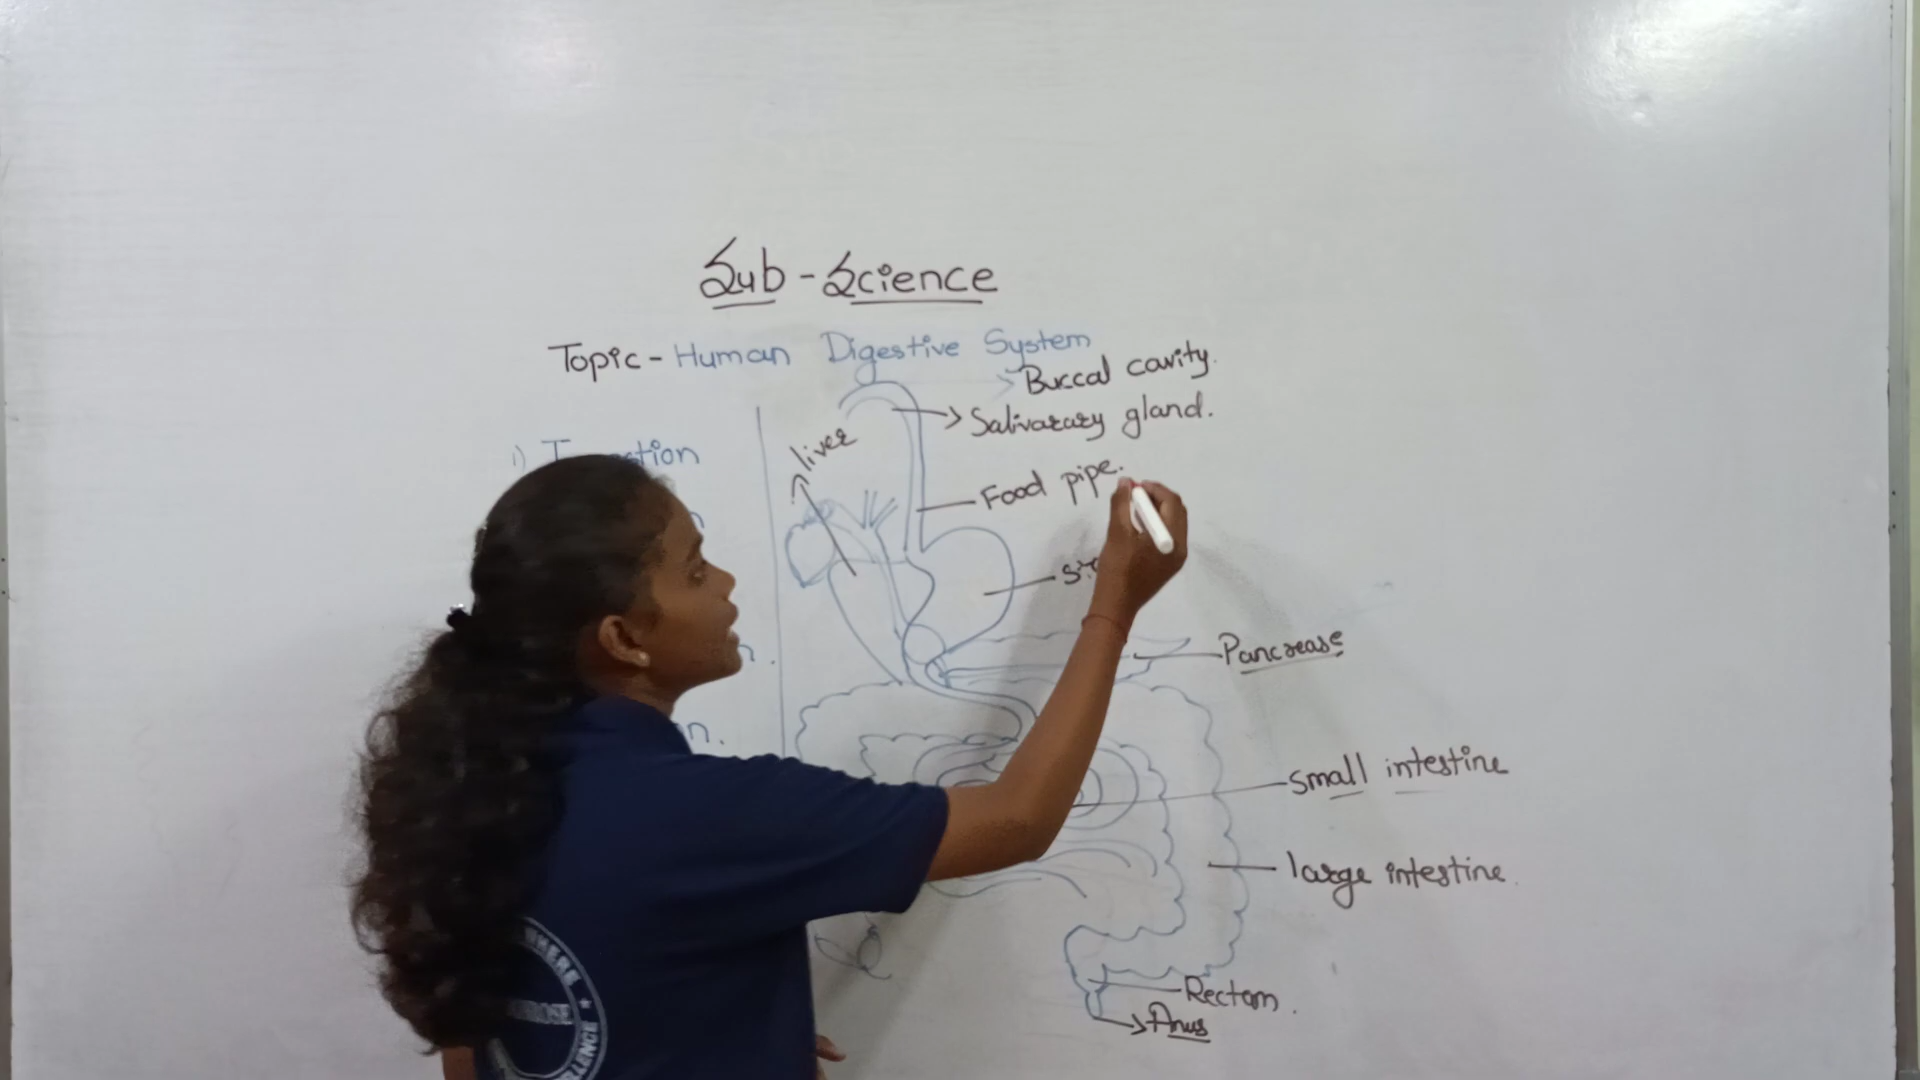 Sub - Science
Topic - Human Digestive System
Buccal cavity.
Salivarary gland.
liver
i)
Food pipe.
Pancrease
small intestine
large intestine.
Rectom.
Anus
WHERE